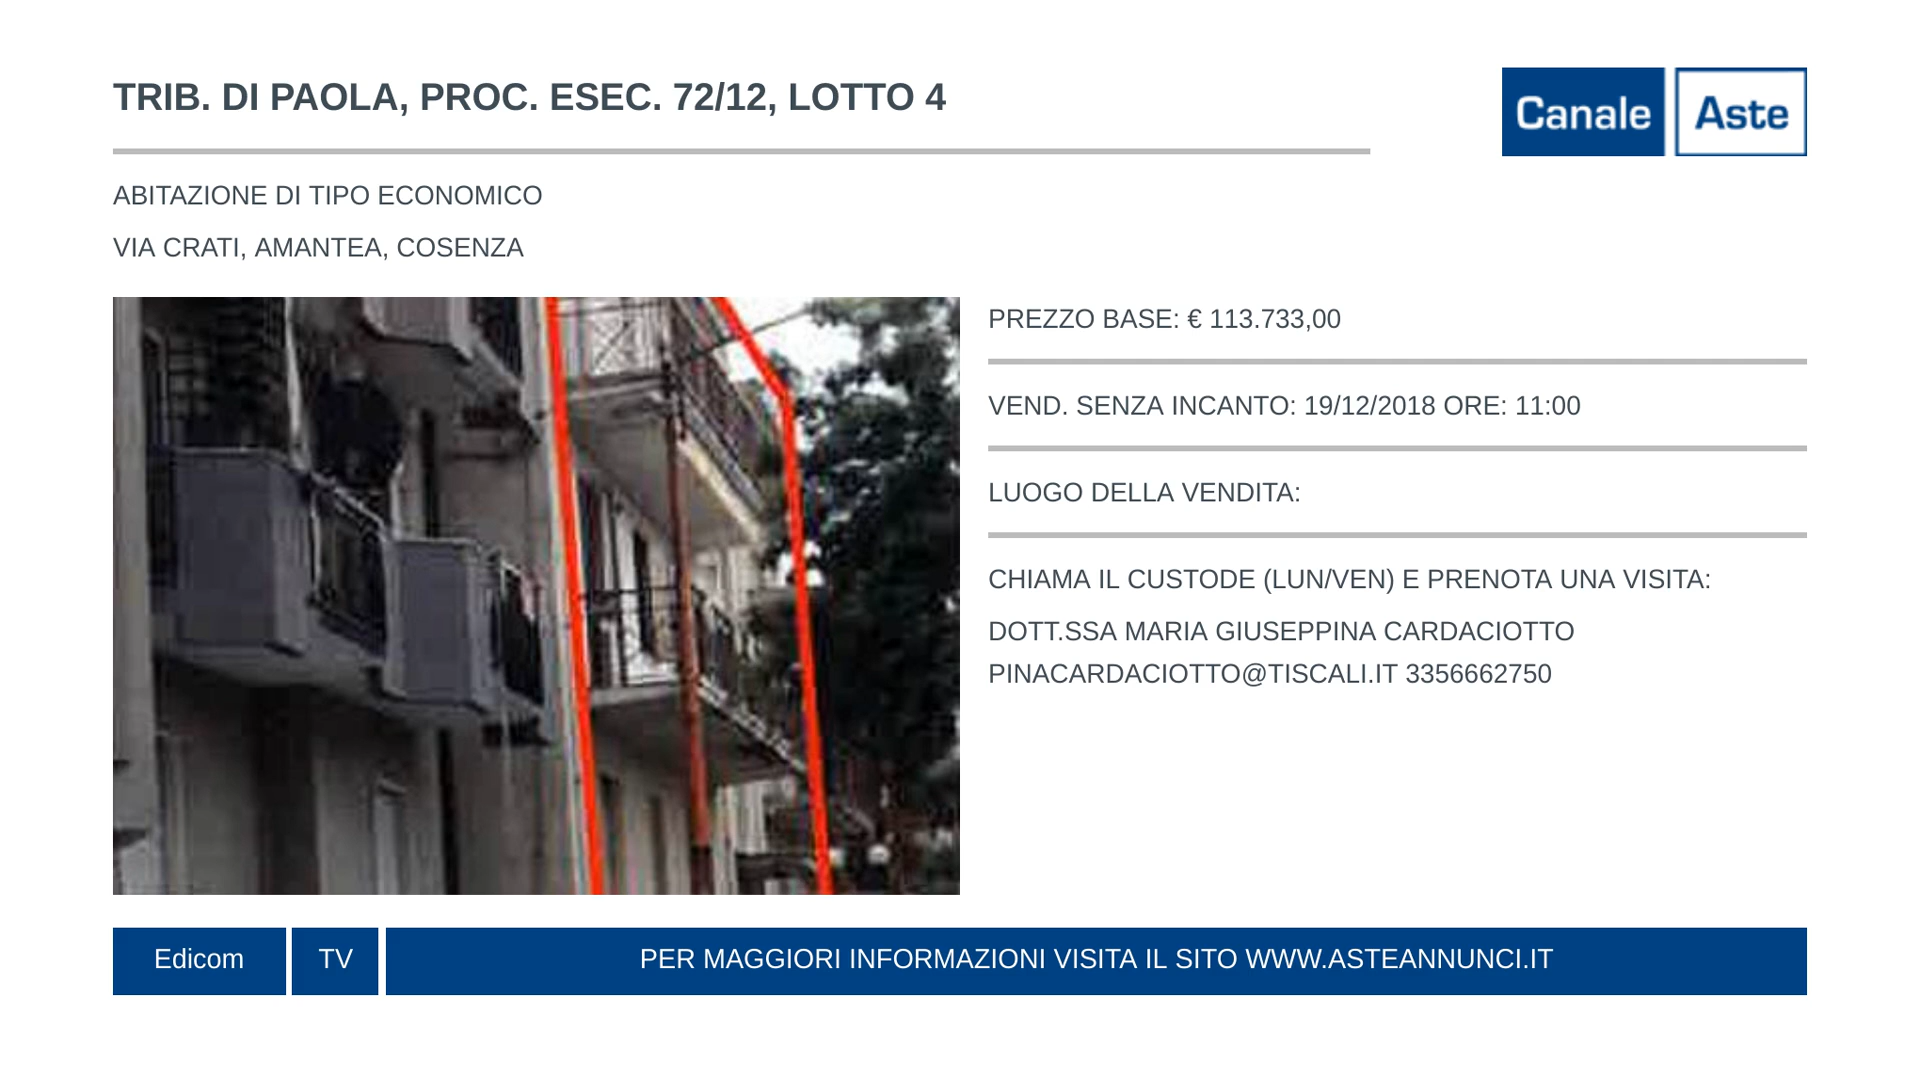 TRIB. DI PAOLA, PROC. ESEC. 72/12, LOTTO 4
Canale Aste
ABITAZIONE DI TIPO ECONOMICO
VIA CRATI, AMANTEA, COSENZA
PREZZO BASE: € 113.733,00
VEND. SENZA INCANTO: 19/12/2018 ORE: 11:00
LUOGO DELLA VENDITA:
CHIAMA IL CUSTODE (LUN/VEN) E PRENOTA UNA VISITA:
DOTT.SSA MARIA GIUSEPPINA CARDACIOTTO
PINACARDACIOTTO@TISCALI.IT 3356662750
Edicom TV PER MAGGIORI INFORMAZIONI VISITA IL SITO WWW.ASTEANNUNCI.IT